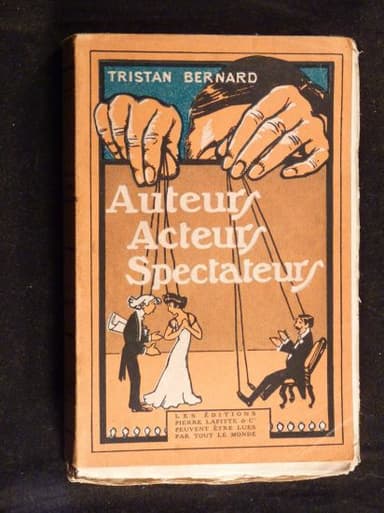 TRISTAN BERNARD
Auteurs
Acteurs
Spectateurs
LES ÉDITIONS
PIERRE LAFITTE & Cie
PEUVENT ÊTRE LUES
PAR TOUT LE MONDE